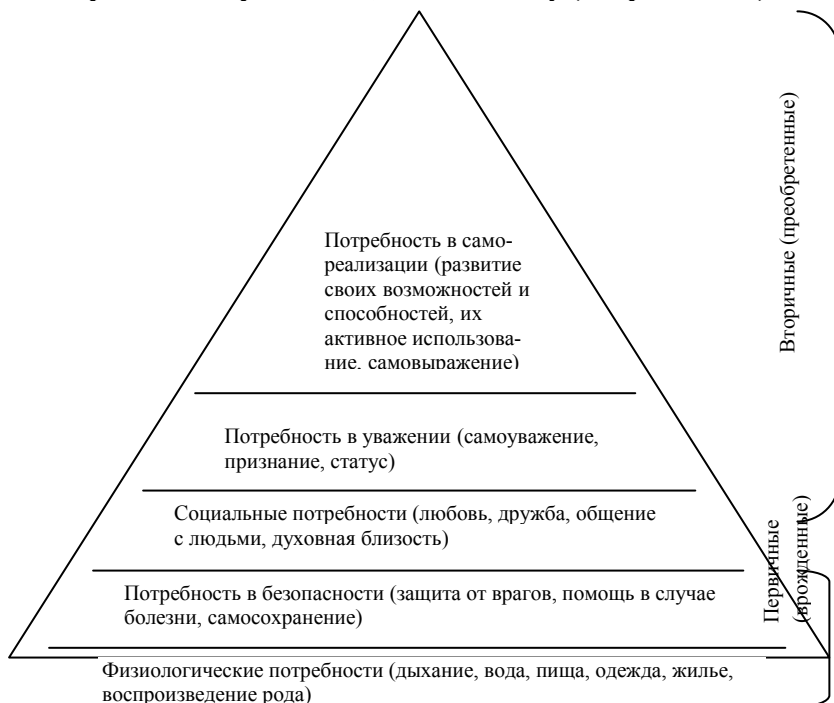 Потребность в само-
реализации (развитие
своих возможностей и
способностей, их
активное использова-
ние, самовыражение)
Потребность в уважении (самоуважение,
признание, статус)
Социальные потребности (любовь, дружба, общение
с людьми, духовная близость)
Потребность в безопасности (защита от врагов, помощь в случае
болезни, самосохранение)
Физиологические потребности (дыхание, вода, пища, одежда, жилье,
воспроизведение рода)
Вторичные (преобретенные)
Первичные
(врожденные)